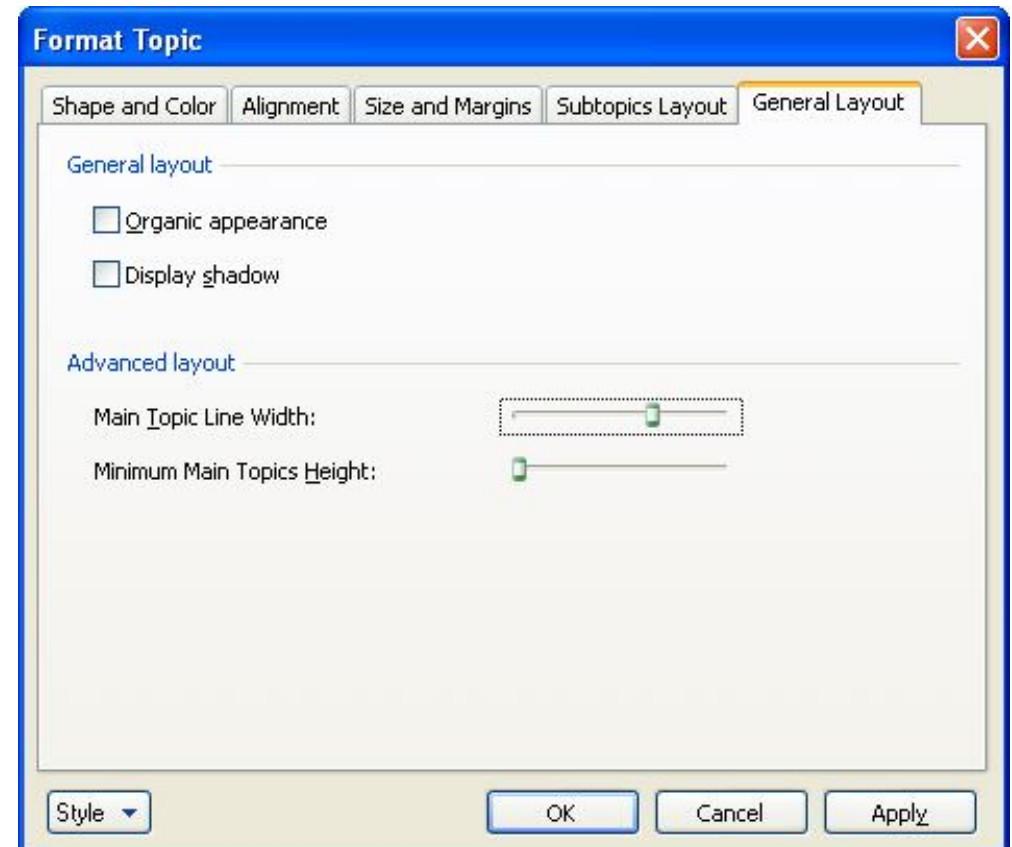 Format Topic
Shape and Color Alignment Size and Margins Subtopics Layout General Layout
General layout
Organic appearance
Display shadow
Advanced layout
Main Topic Line Width:
Minimum Main Topics Height:
Style OK Cancel Apply